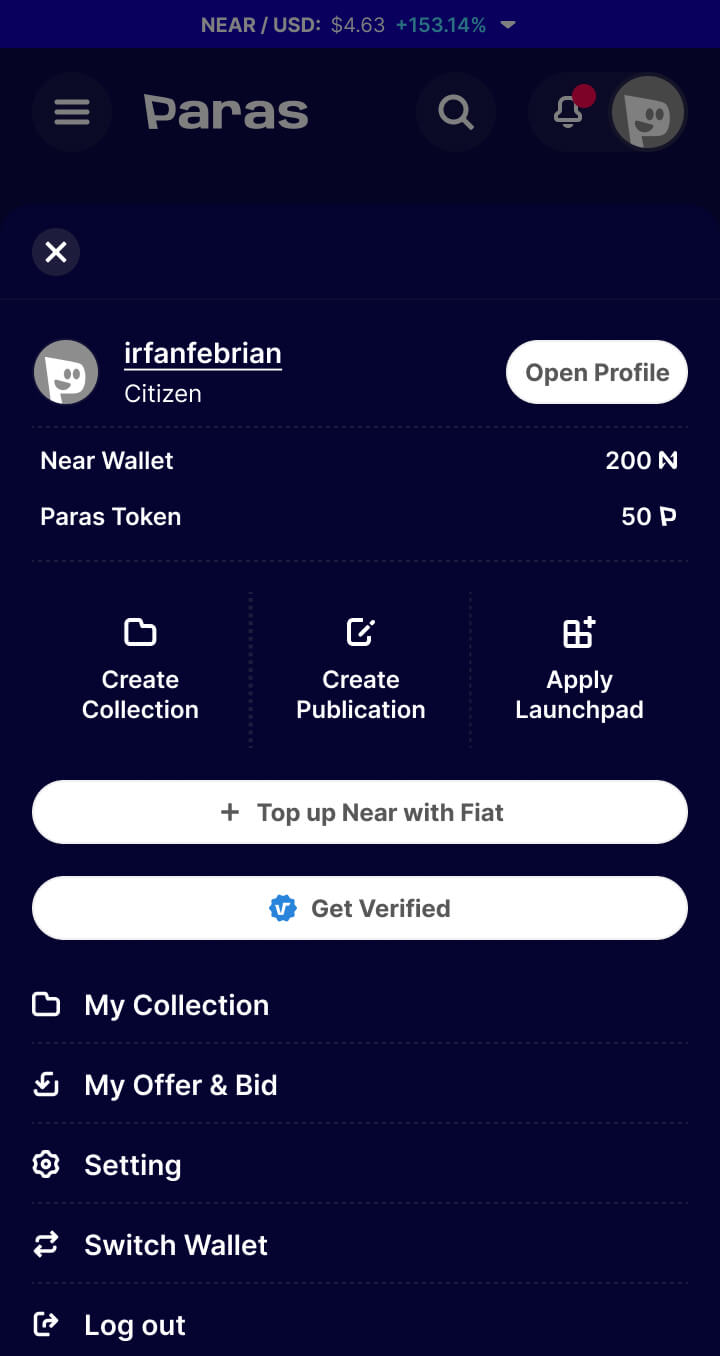 NEAR / USD: $4.63 +153.14%
Paras
irfanfebrian
Citizen
Open Profile
Near Wallet 200 N
Paras Token 50 P
Create Collection
Create Publication
Apply Launchpad
+ Top up Near with Fiat
Get Verified
My Collection
My Offer & Bid
Setting
Switch Wallet
Log out